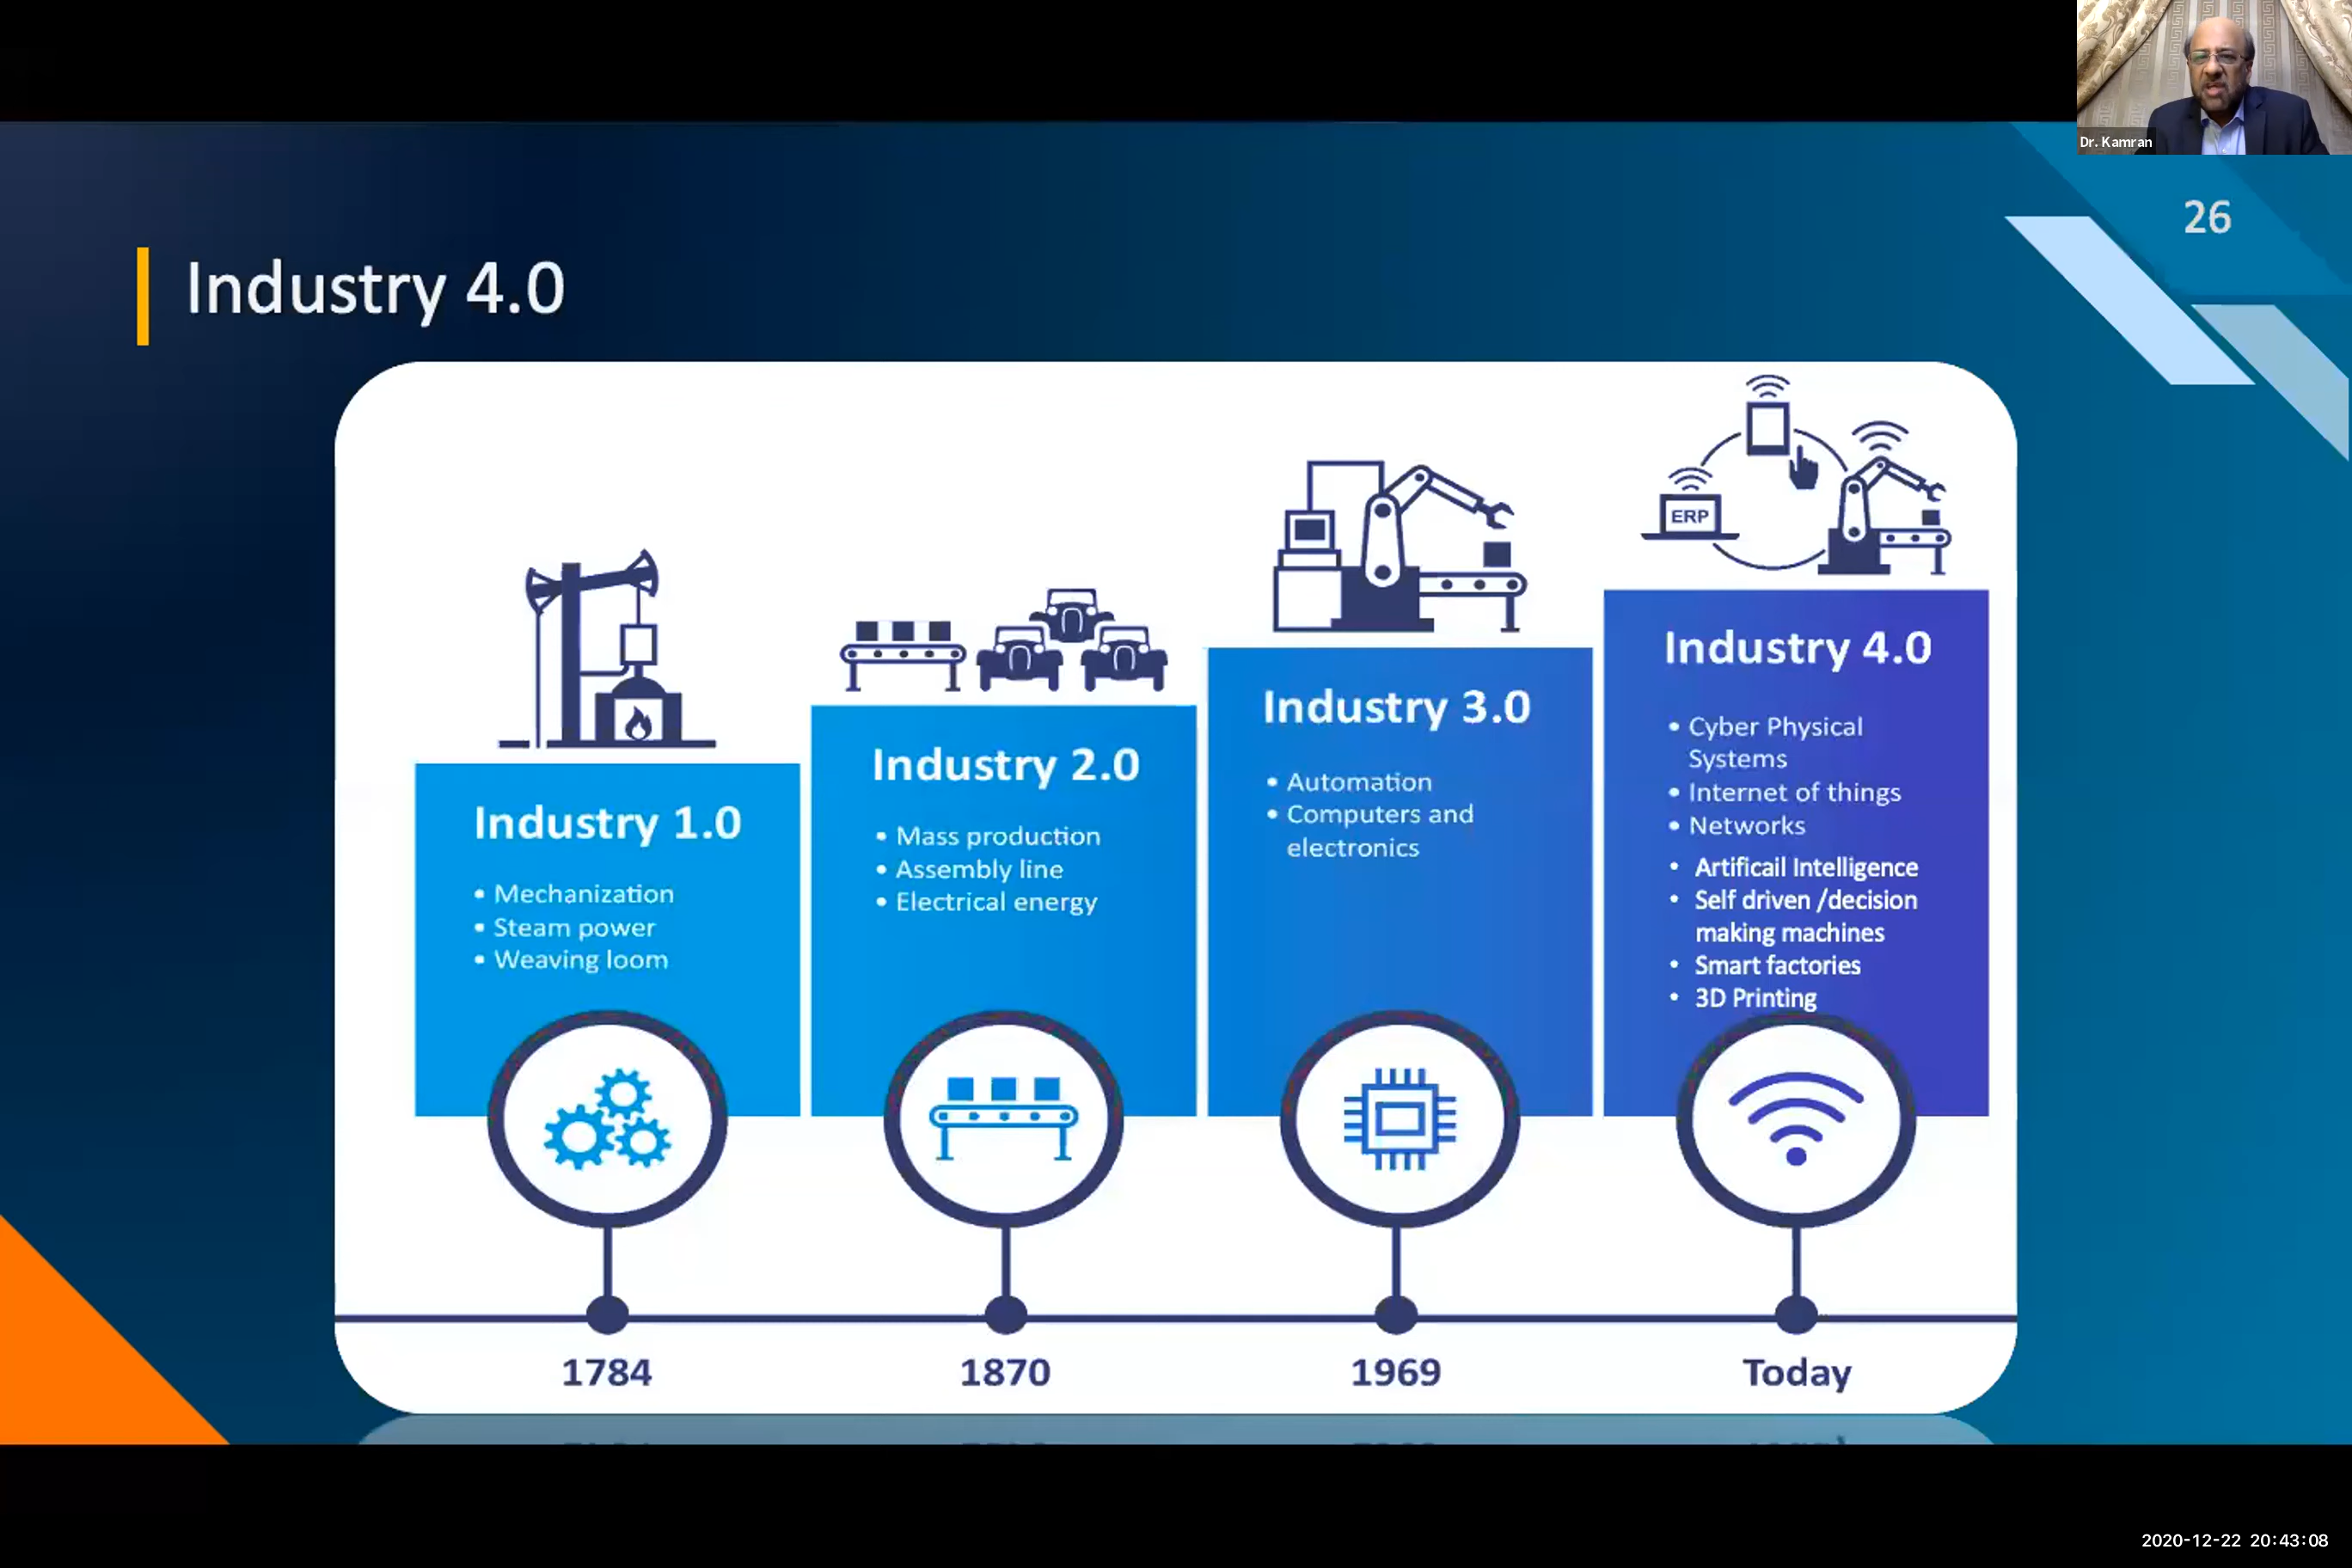 Dr. Kamran
26
Industry 4.0
ERP
Industry 1.0
• Mechanization
• Steam power
• Weaving loom
Industry 2.0
• Mass production
• Assembly line
• Electrical energy
Industry 3.0
• Automation
• Computers and
electronics
Industry 4.0
• Cyber Physical
Systems
• Internet of things
• Networks
• Artificail Intelligence
• Self driven /decision
making machines
• Smart factories
• 3D Printing
1784
1870
1969
Today
2020-12-22 20:43:08